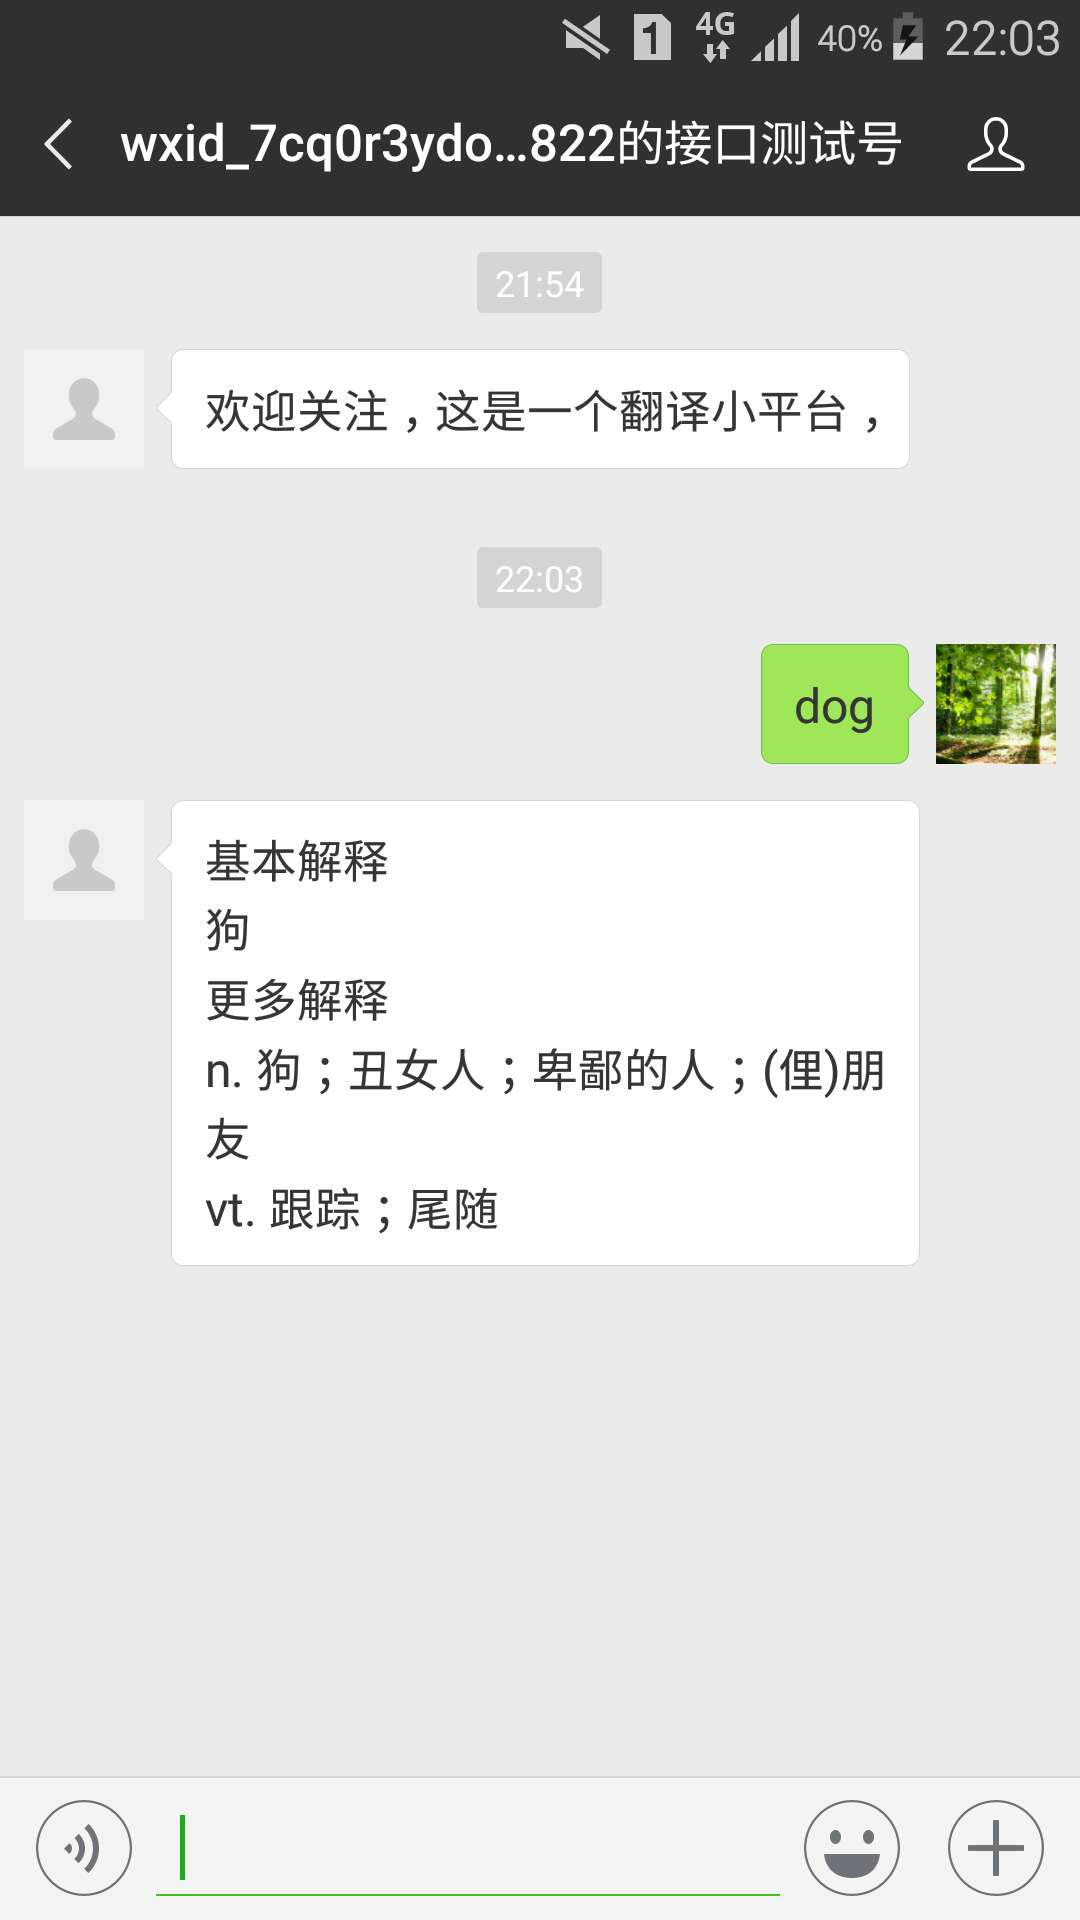 1 4G 40% 22:03
wxid_7cq0r3ydo...822的接口测试号
21:54
欢迎关注，这是一个翻译小平台，
22:03
dog
基本解释
狗
更多解释
n. 狗；丑女人；卑鄙的人；(俚)朋
友
vt. 跟踪；尾随